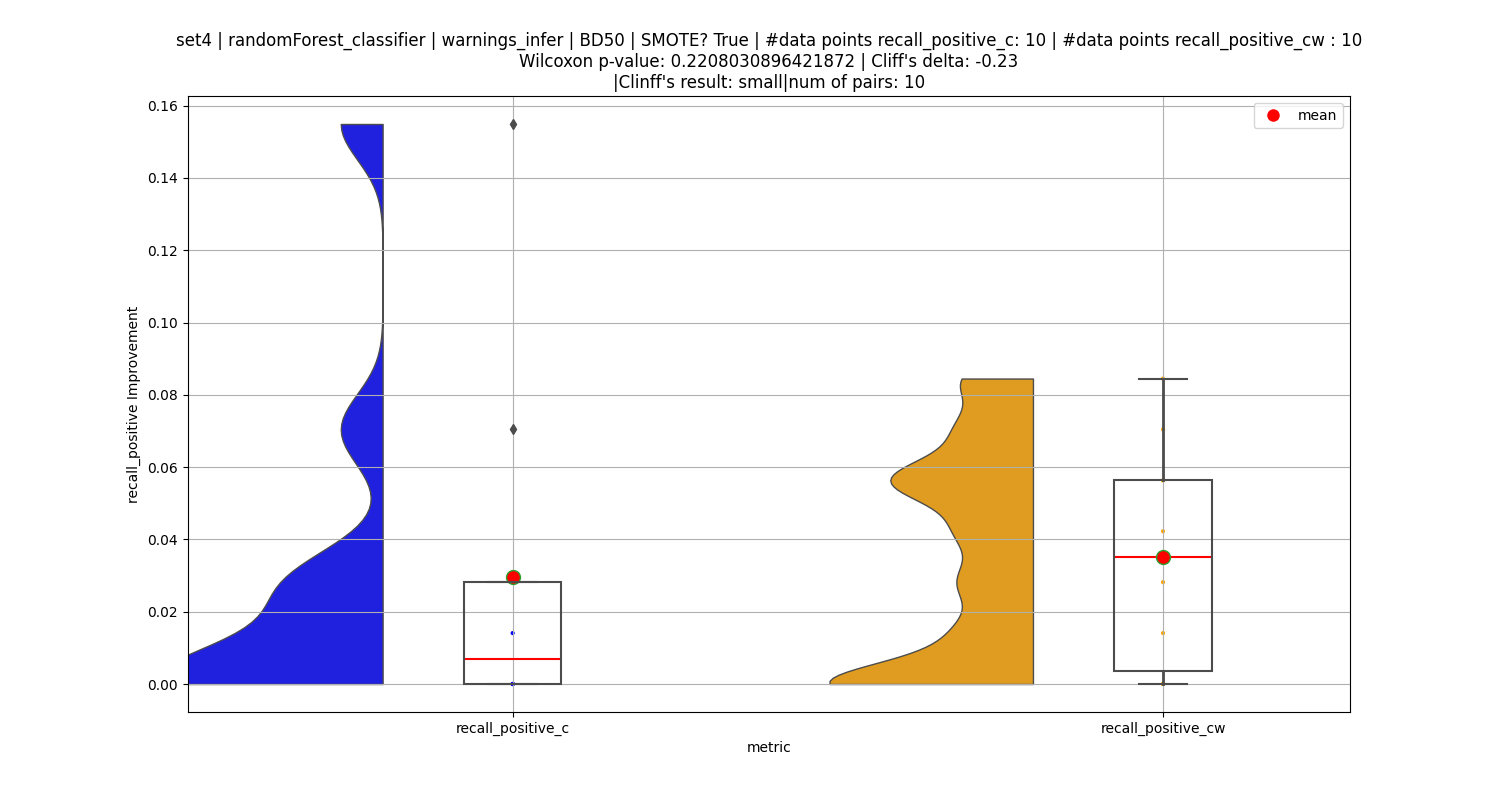 set4 | randomForest_classifier | warnings_infer | BD50 | SMOTE? True | #data points recall_positive_c: 10 | #data points recall_positive_cw : 10
Wilcoxon p-value: 0.2208030896421872 | Cliff's delta: -0.23
|Clinff's result: small|num of pairs: 10
mean
recall_positive Improvement
0.16
0.14
0.12
0.10
0.08
0.06
0.04
0.02
0.00
recall_positive_c
recall_positive_cw
metric